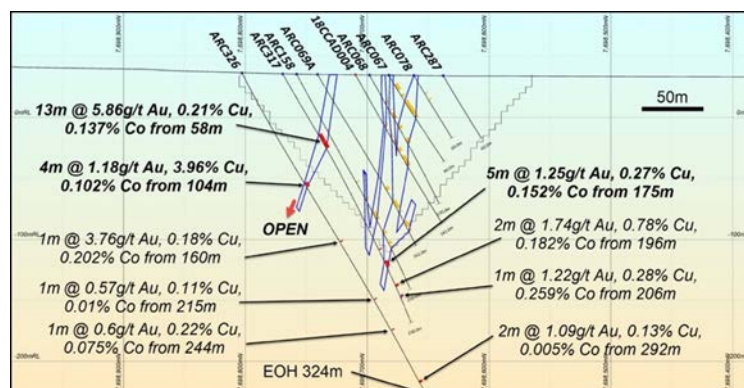 ARC326
ARC317
ARC158
ARC069A
18CCAD004
ARC068
ARC067
ARC078
ARC287
0mRL
0mRL
50m
13m @ 5.86g/t Au, 0.21% Cu,
0.137% Co from 58m
4m @ 1.18g/t Au, 3.96% Cu,
0.102% Co from 104m
OPEN
5m @ 1.25g/t Au, 0.27% Cu,
0.152% Co from 175m
-100mRL
1m @ 3.76g/t Au, 0.18% Cu,
0.202% Co from 160m
2m @ 1.74g/t Au, 0.78% Cu,
0.182% Co from 196m
1m @ 0.57g/t Au, 0.11% Cu,
0.01% Co from 215m
1m @ 1.22g/t Au, 0.28% Cu,
0.259% Co from 206m
1m @ 0.6g/t Au, 0.22% Cu,
0.075% Co from 244m
2m @ 1.09g/t Au, 0.13% Cu,
0.005% Co from 292m
-200mRL
EOH 324m